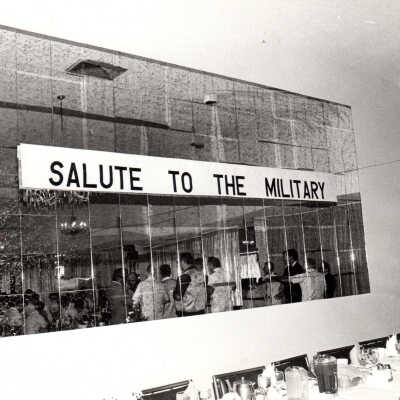 SALUTE TO THE MILITARY